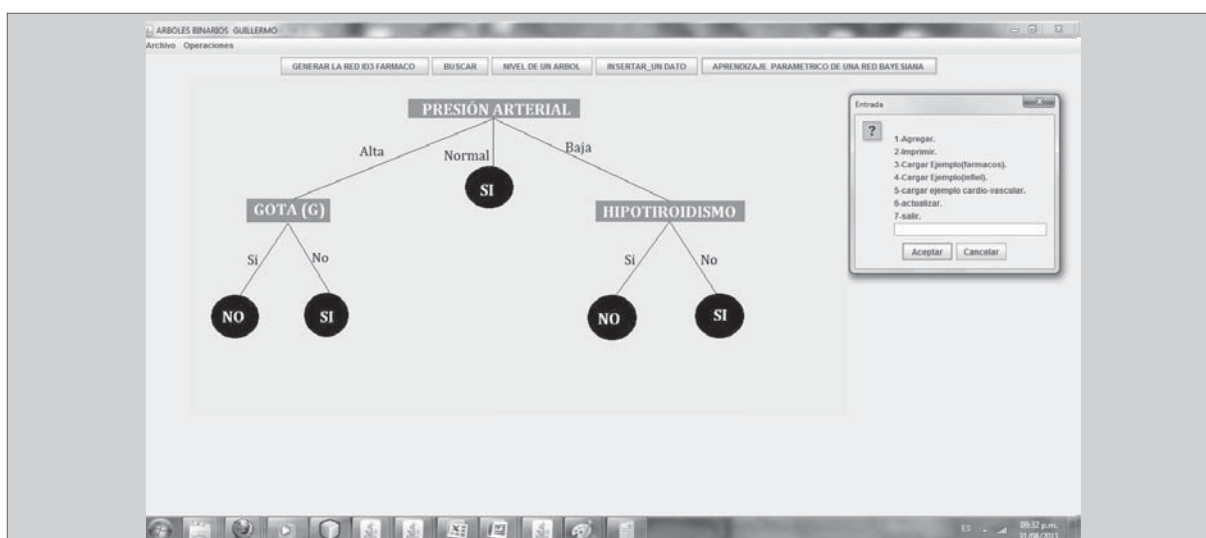 ARBOLES BINARIOS GUILLERMO
Archivo Operaciones
GENERAR LA RED ID3 FARMACO BUSCAR NIVEL DE UN ARBOL INSERTAR_UN DATO APRENDIZAJE PARAMETRICO DE UNA RED BAYESIANA
PRESIÓN ARTERIAL
Alta
Normal
Baja
SI
GOTA (G)
HIPOTIROIDISMO
Si
No
Si
No
NO
SI
NO
SI
Entrada
?
1-Agregar.
2-Imprimir.
3-Cargar Ejemplo(farmacos).
4-Cargar Ejemplo(infiel).
5-cargar ejemplo cardio-vascular.
6-actualizar.
7-salir.
Aceptar Cancelar
ES
09:32 p.m.
31/08/2011